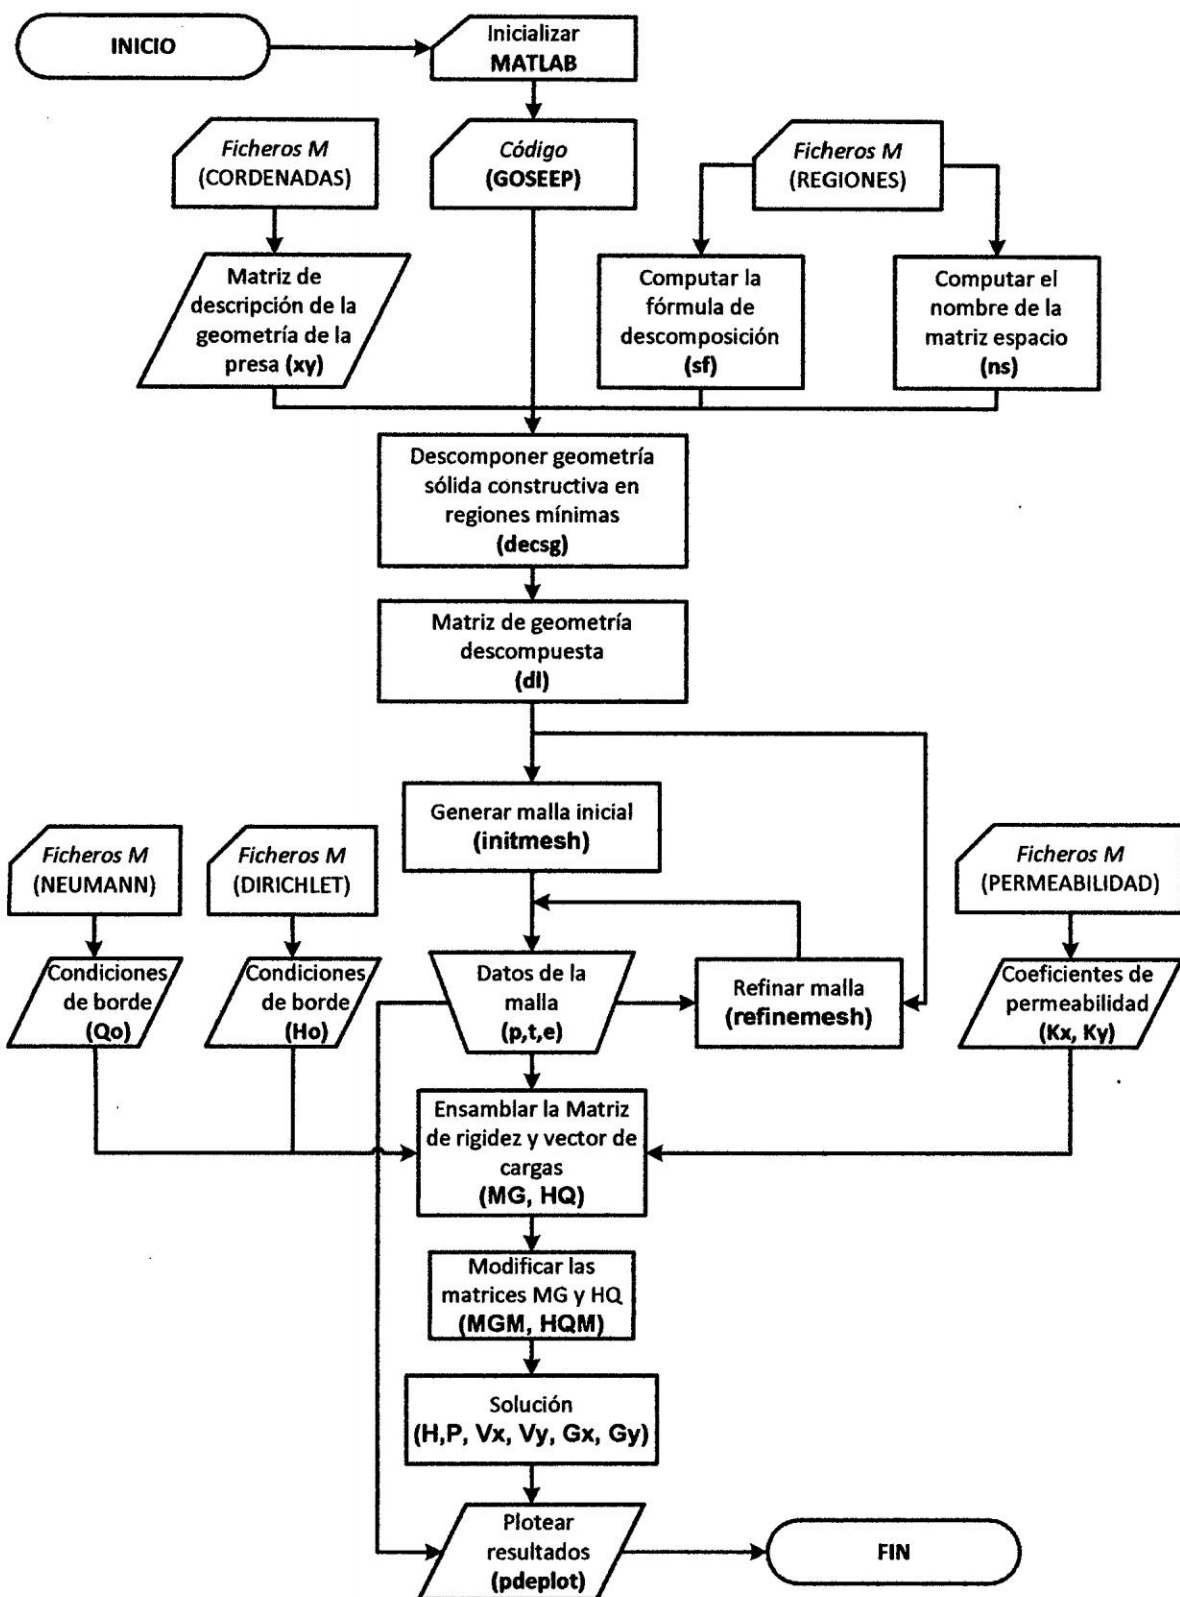 INICIO
Inicializar
MATLAB
Ficheros M
(CORDENADAS)
Código
(GOSEEP)
Ficheros M
(REGIONES)
Matriz de
descripción de la
geometría de la
presa (xy)
Computar la
fórmula de
descomposición
(sf)
Computar el
nombre de la
matriz espacio
(ns)
Descomponer geometría
sólida constructiva en
regiones mínimas
(decsg)
Matriz de geometría
descompuesta
(dl)
Generar malla inicial
(initmesh)
Ficheros M
(NEUMANN)
Ficheros M
(DIRICHLET)
Ficheros M
(PERMEABILIDAD)
Condiciones
de borde
(Qo)
Condiciones
de borde
(Ho)
Datos de la
malla
(p,t,e)
Refinar malla
(refinemesh)
Coeficientes de
permeabilidad
(Kx, Ky)
Ensamblar la Matriz
de rigidez y vector de
cargas
(MG, HQ)
Modificar las
matrices MG y HQ
(MGM, HQM)
Solución
(H,P, Vx, Vy, Gx, Gy)
Plotear
resultados
(pdeplot)
FIN